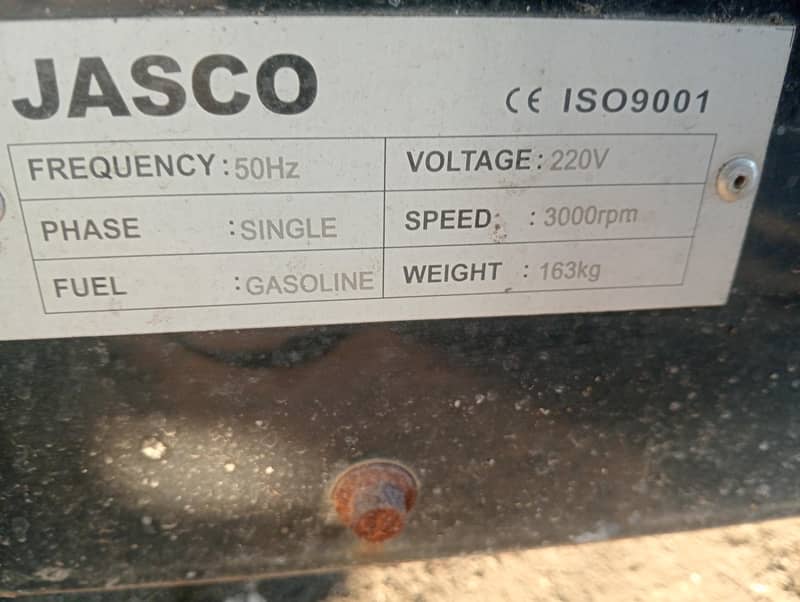 JASCO
CE ISO9001
FREQUENCY:50Hz VOLTAGE:220V
PHASE :SINGLE SPEED :3000rpm
FUEL :GASOLINE WEIGHT :163kg